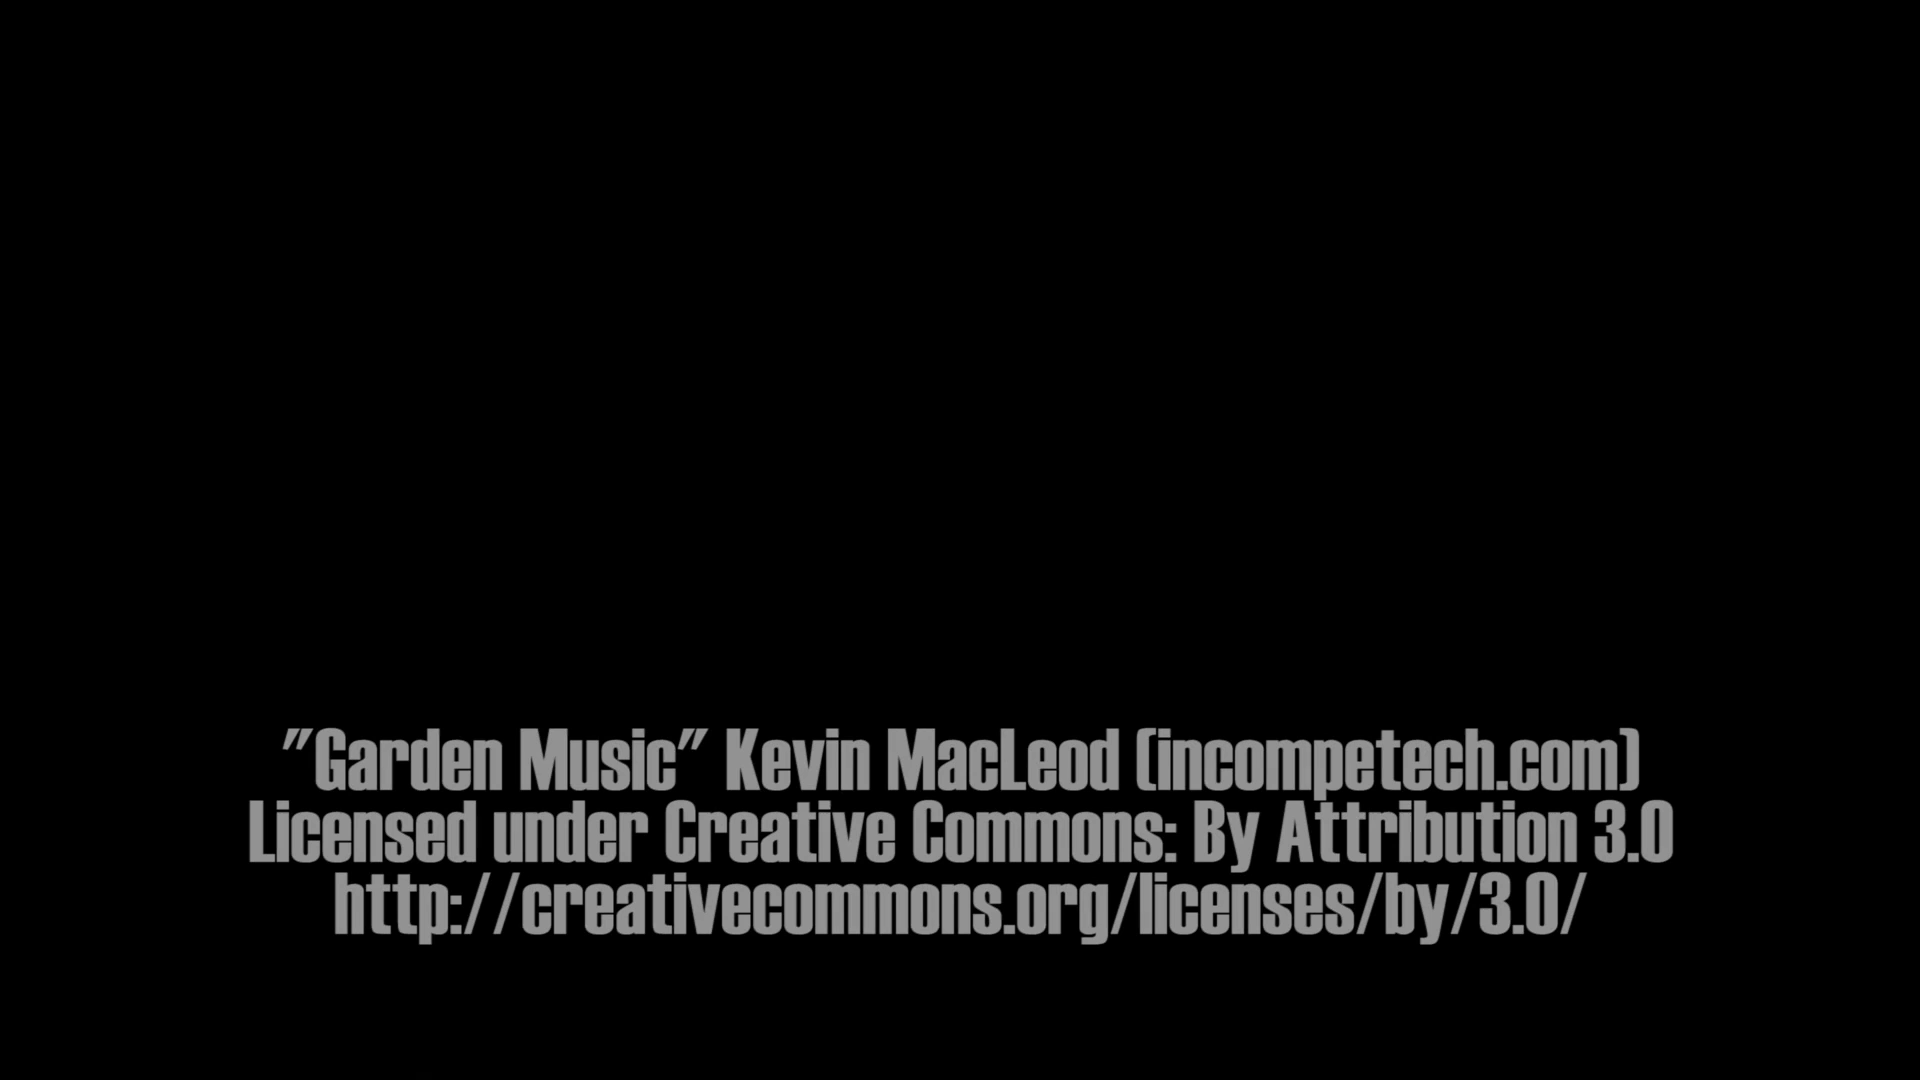 "Garden Music" Kevin MacLeod (incompetech.com)
Licensed under Creative Commons: By Attribution 3.0
http://creativecommons.org/licenses/by/3.0/